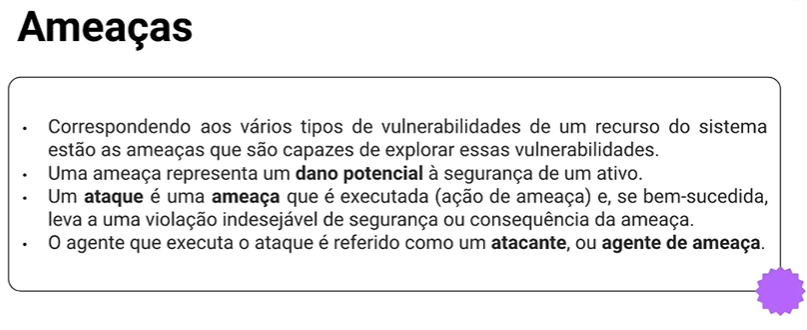 Ameaças
• Correspondendo aos vários tipos de vulnerabilidades de um recurso do sistema
estão as ameaças que são capazes de explorar essas vulnerabilidades.
• Uma ameaça representa um dano potencial à segurança de um ativo.
• Um ataque é uma ameaça que é executada (ação de ameaça) e, se bem-sucedida,
leva a uma violação indesejável de segurança ou consequência da ameaça.
• O agente que executa o ataque é referido como um atacante, ou agente de ameaça.